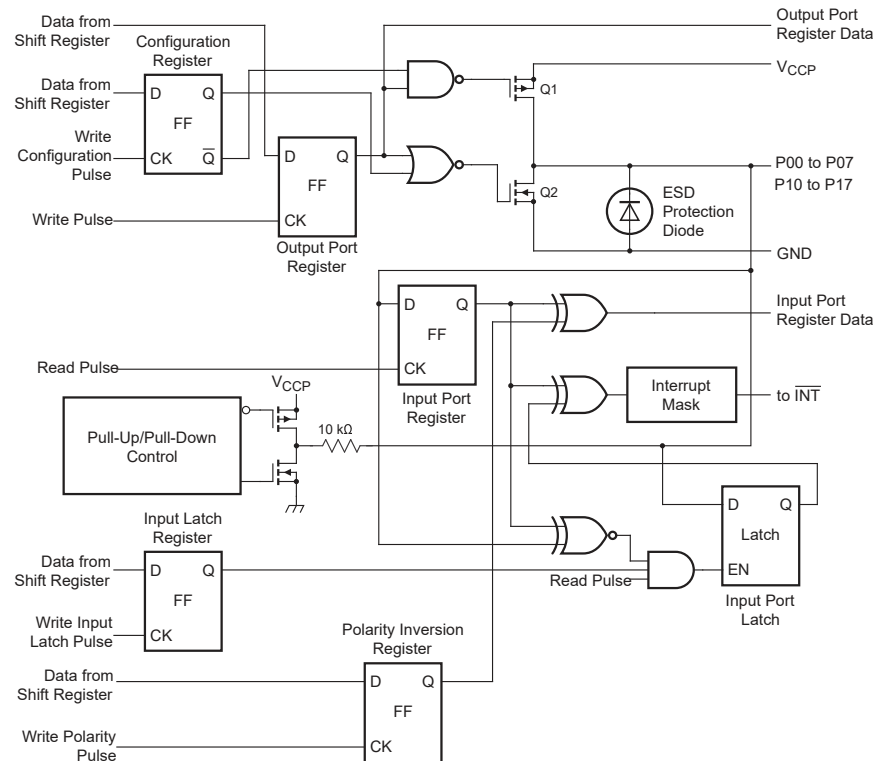 Data from
Shift Register
Configuration
Register
Output Port
Register Data
VCCP
Data from
Shift Register
D
Q
FF
CK
Q
Write
Configuration
Pulse
Q1
D
Q
FF
CK
Output Port
Register
Write Pulse
Q2
P00 to P07
P10 to P17
ESD
Protection
Diode
GND
D
Q
FF
CK
Input Port
Register
Read Pulse
Input Port
Register Data
Interrupt
Mask
to INT
VCCP
Pull-Up/Pull-Down
Control
10 kΩ
D
Q
Latch
EN
Input Port
Latch
Input Latch
Register
Data from
Shift Register
D
Q
FF
CK
Write Input
Latch Pulse
Read Pulse
Polarity Inversion
Register
Data from
Shift Register
D
Q
FF
CK
Write Polarity
Pulse